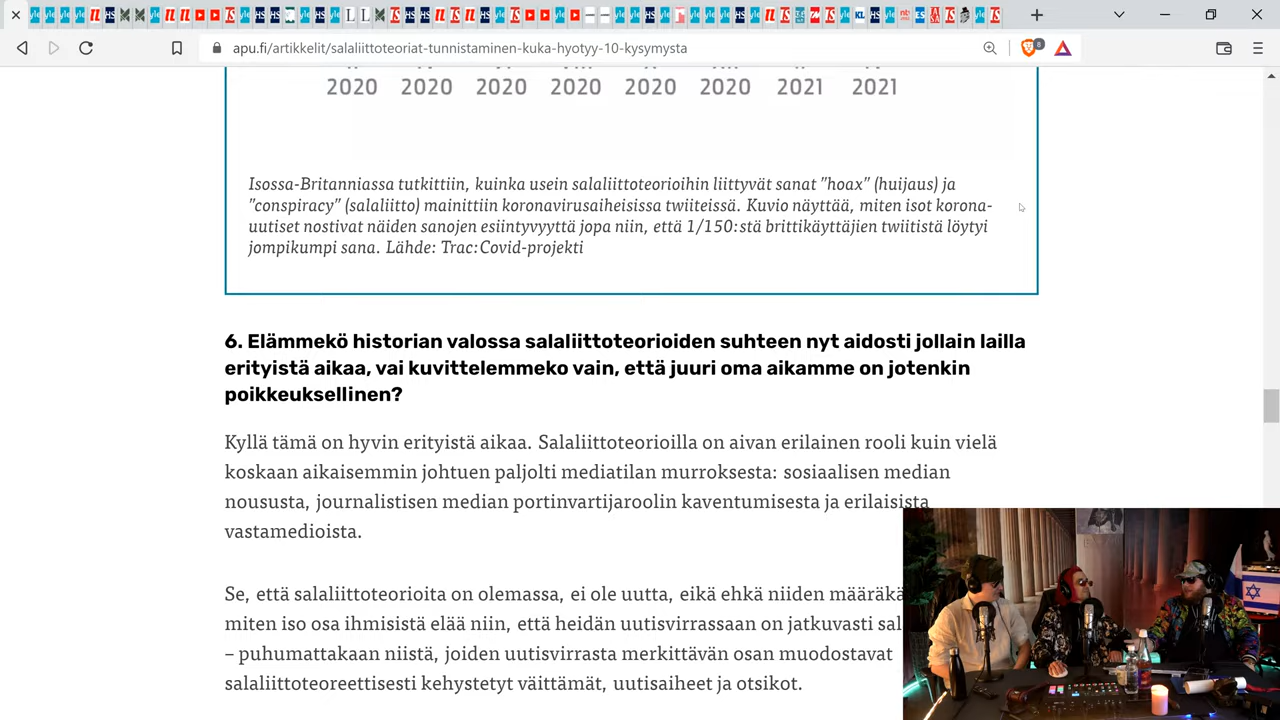 apu.fi/artikkelit/salaliittoteoriat-tunnistaminen-kuka-hyotyy-10-kysymysta
8
2020 2020 2020 2020 2020 2020 2021 2021
Isossa-Britanniassa tutkittiin, kuinka usein salaliittoteorioihin liittyvät sanat ”hoax” (huijaus) ja
”conspiracy” (salaliitto) mainittiin koronavirusaiheisissa twiiteissä. Kuvio näyttää, miten isot korona-
uutiset nostivat näiden sanojen esiintyvyyttä jopa niin, että 1/150:stä brittikäyttäjien twiitistä löytyi
jompikumpi sana. Lähde: Trac:Covid-projekti
6. Elämmekö historian valossa salaliittoteorioiden suhteen nyt aidosti jollain lailla
erityistä aikaa, vai kuvittelemmeko vain, että juuri oma aikamme on jotenkin
poikkeuksellinen?
Kyllä tämä on hyvin erityistä aikaa. Salaliittoteorioilla on aivan erilainen rooli kuin vielä
koskaan aikaisemmin johtuen paljolti mediatilan murroksesta: sosiaalisen median
noususta, journalistisen median portinvartijaroolin kaventumisesta ja erilaisista
vastamedioista.
Se, että salaliittoteorioita on olemassa, ei ole uutta, eikä ehkä niiden määräkä
miten iso osa ihmisistä elää niin, että heidän uutisvirrassaan on jatkuvasti sal
– puhumattakaan niistä, joiden uutisvirrasta merkittävän osan muodostavat
salaliittoteoreettisesti kehystetyt väittämät, uutisaiheet ja otsikot.